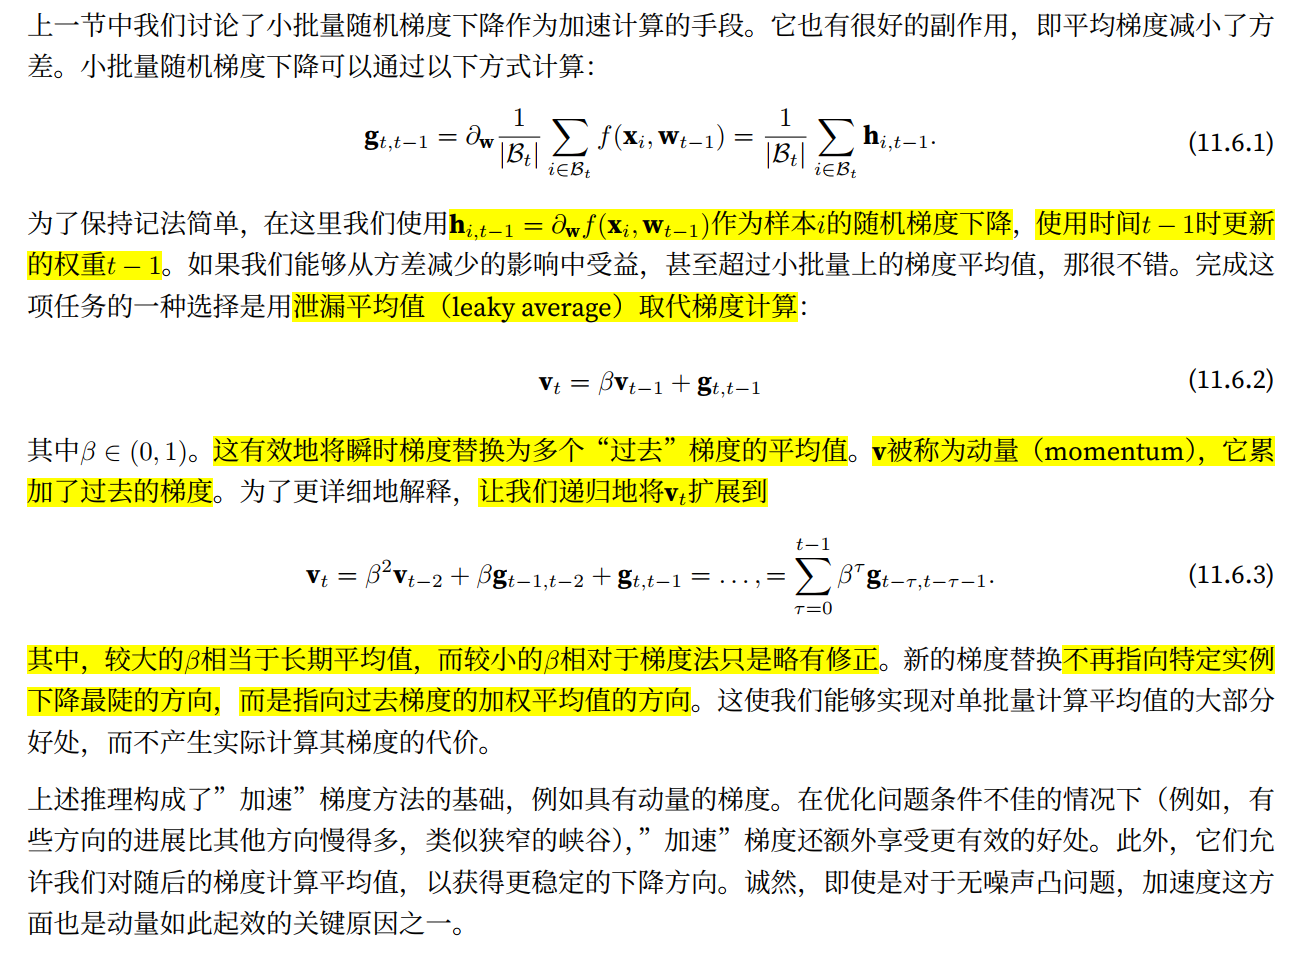 上一节中我们讨论了小批量随机梯度下降作为加速计算的手段。它也有很好的副作用，即平均梯度减小了方
差。小批量随机梯度下降可以通过以下方式计算：
$$\mathbf{g}_{t,t-1} = \partial_{\mathbf{w}} \frac{1}{|\mathcal{B}_t|} \sum_{i \in \mathcal{B}_t} f(\mathbf{x}_i, \mathbf{w}_{t-1}) = \frac{1}{|\mathcal{B}_t|} \sum_{i \in \mathcal{B}_t} \mathbf{h}_{i,t-1}.$$ (11.6.1)
为了保持记法简单，在这里我们使用$\mathbf{h}_{i,t-1} = \partial_{\mathbf{w}} f(\mathbf{x}_i, \mathbf{w}_{t-1})$作为样本$i$的随机梯度下降，使用时间$t-1$时更新
的权重$t-1$。如果我们能够从方差减少的影响中受益，甚至超过小批量上的梯度平均值，那很不错。完成这
项任务的一种选择是用泄漏平均值（leaky average）取代梯度计算：
$$\mathbf{v}_t = \beta \mathbf{v}_{t-1} + \mathbf{g}_{t,t-1}$$ (11.6.2)
其中$\beta \in (0, 1)$。这有效地将瞬时梯度替换为多个“过去”梯度的平均值。$\mathbf{v}$被称为动量（momentum），它累
加了过去的梯度。为了更详细地解释，让我们递归地将$\mathbf{v}_t$扩展到
$$\mathbf{v}_t = \beta^2 \mathbf{v}_{t-2} + \beta \mathbf{g}_{t-1,t-2} + \mathbf{g}_{t,t-1} = \ldots, = \sum_{\tau=0}^{t-1} \beta^\tau \mathbf{g}_{t-\tau,t-\tau-1}.$$ (11.6.3)
其中，较大的$\beta$相当于长期平均值，而较小的$\beta$相对于梯度法只是略有修正。新的梯度替换不再指向特定实例
下降最陡的方向，而是指向过去梯度的加权平均值的方向。这使我们能够实现对单批量计算平均值的大部分
好处，而不产生实际计算其梯度的代价。
上述推理构成了”加速”梯度方法的基础，例如具有动量的梯度。在优化问题条件不佳的情况下（例如，有
些方向的进展比其他方向慢得多，类似狭窄的峡谷），”加速”梯度还额外享受更有效的好处。此外，它们允
许我们对随后的梯度计算平均值，以获得更稳定的下降方向。诚然，即使是对于无噪声凸问题，加速度这方
面也是动量如此起效的关键原因之一。